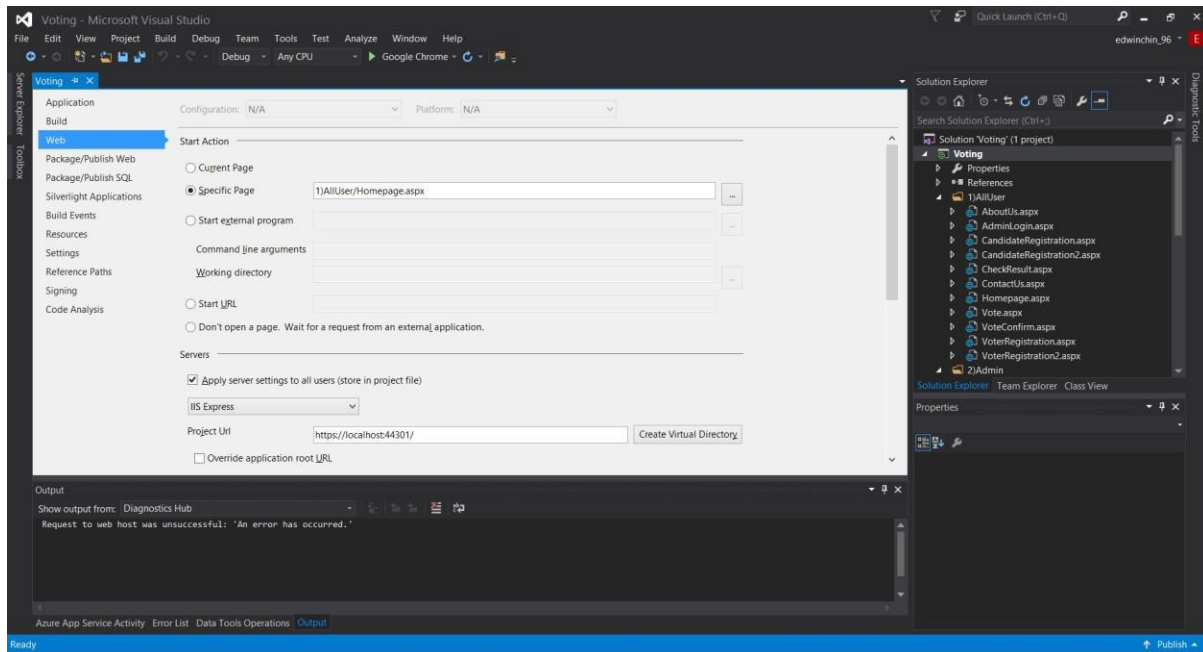 Voting - Microsoft Visual Studio
Quick Launch (Ctrl+Q)
File Edit View Project Build Debug Team Tools Test Analyze Window Help
edwinchin_96
E
Debug Any CPU Google Chrome
Server Explorer
Toolbox
Voting
Application
Build
Web
Package/Publish Web
Package/Publish SQL
Silverlight Applications
Build Events
Resources
Settings
Reference Paths
Signing
Code Analysis
Configuration: N/A Platform: N/A
Start Action
Current Page
Specific Page 1)AllUser/Homepage.aspx ...
Start external program ...
Command line arguments
Working directory ...
Start URL
Don't open a page. Wait for a request from an external application.
Servers
Apply server settings to all users (store in project file)
IIS Express
Project Url https://localhost:44301/ Create Virtual Directory
Override application root URL
Output
Show output from: Diagnostics Hub
Request to web host was unsuccessful: 'An error has occurred.'
Azure App Service Activity Error List Data Tools Operations Output
Solution Explorer
Search Solution Explorer (Ctrl+;)
Solution 'Voting' (1 project)
Voting
Properties
References
1)AllUser
AboutUs.aspx
AdminLogin.aspx
CandidateRegistration.aspx
CandidateRegistration2.aspx
CheckResult.aspx
ContactUs.aspx
Homepage.aspx
Vote.aspx
VoteConfirm.aspx
VoterRegistration.aspx
VoterRegistration2.aspx
2)Admin
Solution Explorer Team Explorer Class View
Properties
Diagnostic Tools
Ready
Publish